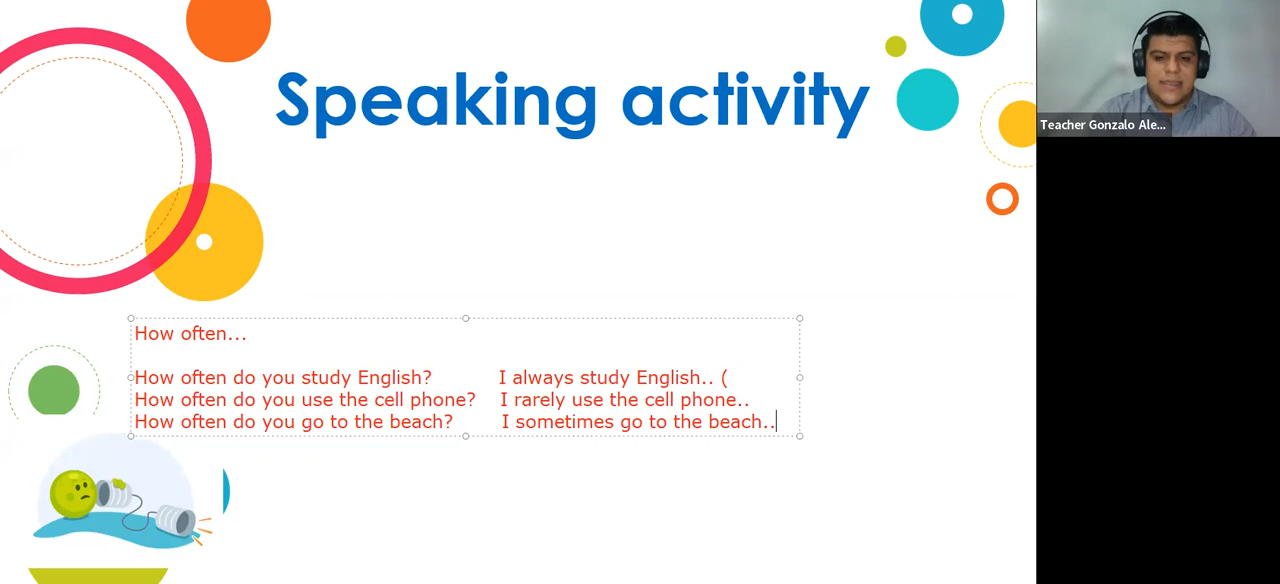 Speaking activity
Teacher Gonzalo Ale...
How often...
How often do you study English? I always study English.. (
How often do you use the cell phone? I rarely use the cell phone..
How often do you go to the beach? I sometimes go to the beach..